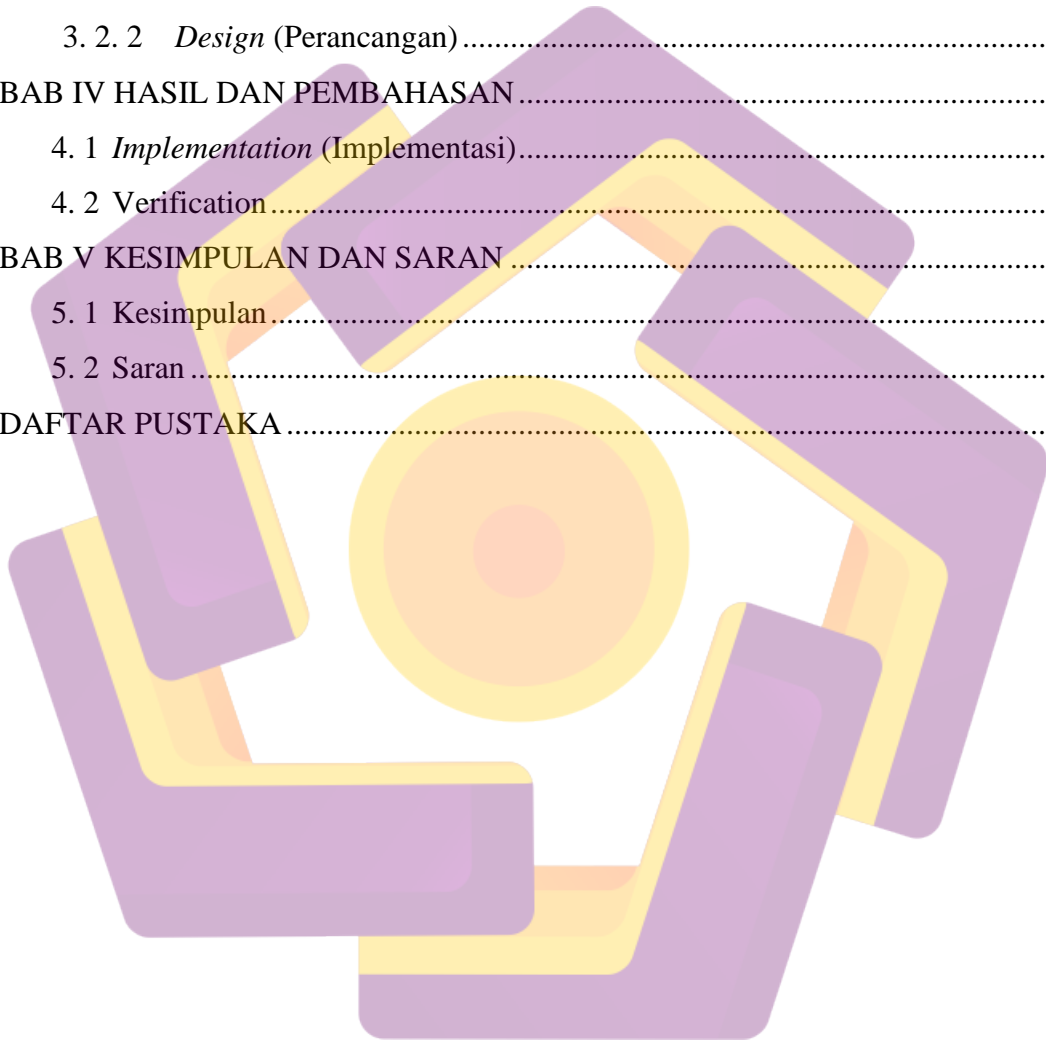 3. 2. 2 Design (Perancangan)........................................................................
BAB IV HASIL DAN PEMBAHASAN................................................................
4. 1 Implementation (Implementasi)................................................................
4. 2 Verification................................................................................................
BAB V KESIMPULAN DAN SARAN................................................................
5. 1 Kesimpulan................................................................................................
5. 2 Saran........................................................................................................
DAFTAR PUSTAKA........................................................................................